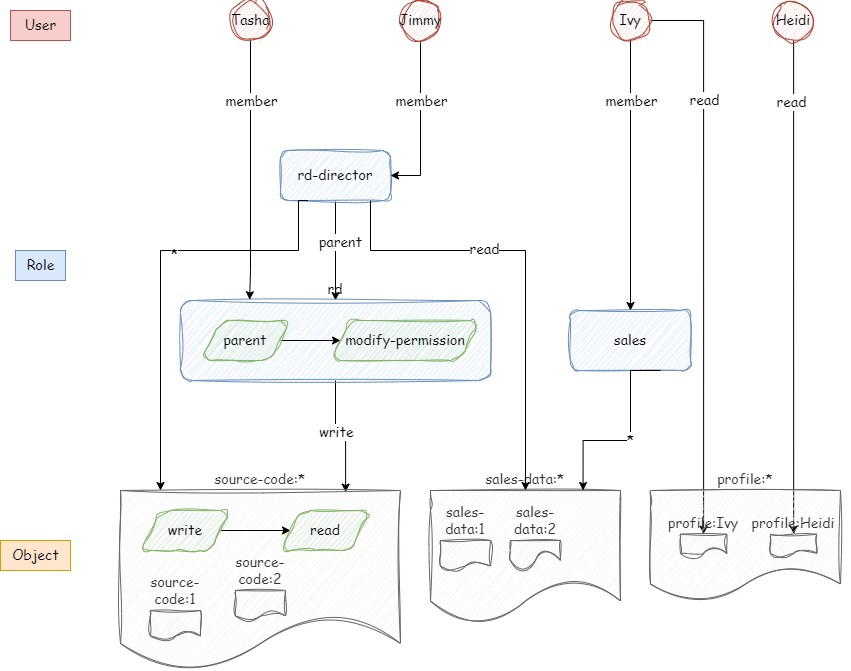 User
Tasha
Jimmy
Ivy
Heidi
member
member
member
read
read
rd-director
Role
*
parent
read
rd
parent
modify-permission
sales
write
*
source-code:*
sales-data:*
profile:*
Object
write
read
sales-
data:1
sales-
data:2
profile:Ivy
profile:Heidi
source-
code:1
source-
code:2